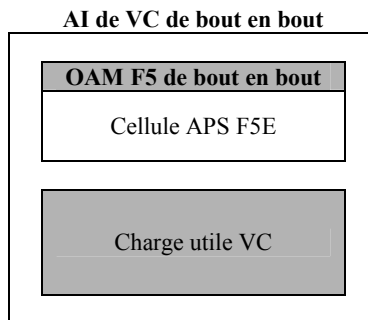 AI de VC de bout en bout
OAM F5 de bout en bout
Cellule APS F5E
Charge utile VC